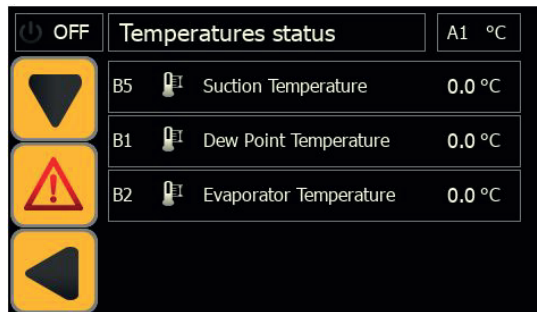 OFF Temperatures status A1 °C
B5 Suction Temperature 0.0 °C
B1 Dew Point Temperature 0.0 °C
B2 Evaporator Temperature 0.0 °C